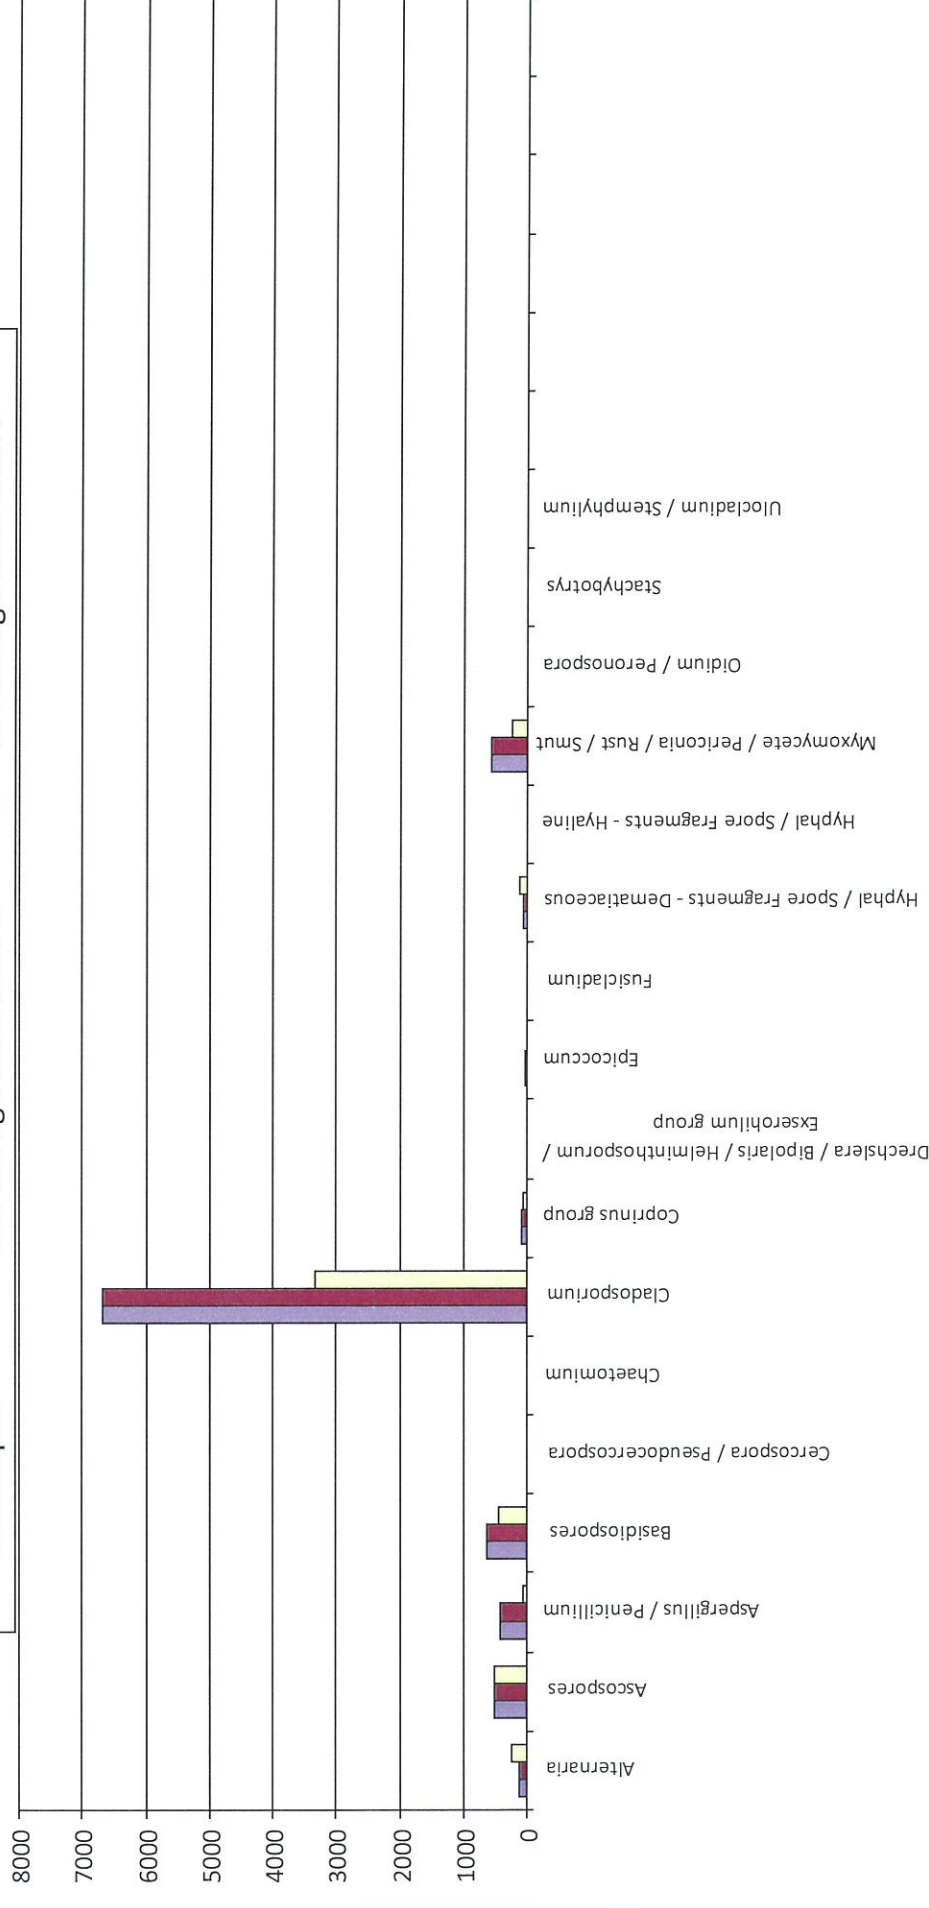 8000
7000
6000
5000
4000
3000
2000
1000
0
Alternaria
Ascospores
Aspergillus / Penicillium
Basidiospores
Cercospora / Pseudocercospora
Chaetomium
Cladosporium
Coprinus group
Drechslera / Bipolaris / Helminthosporum /
Exserohilum group
Epicoccum
Fusicladium
Hyphal / Spore Fragments - Dematiaceous
Hyphal / Spore Fragments - Hyaline
Myxomycete / Periconia / Rust / Smut
Oidium / Peronospora
Stachybotrys
Ulocladium / Stemphylium